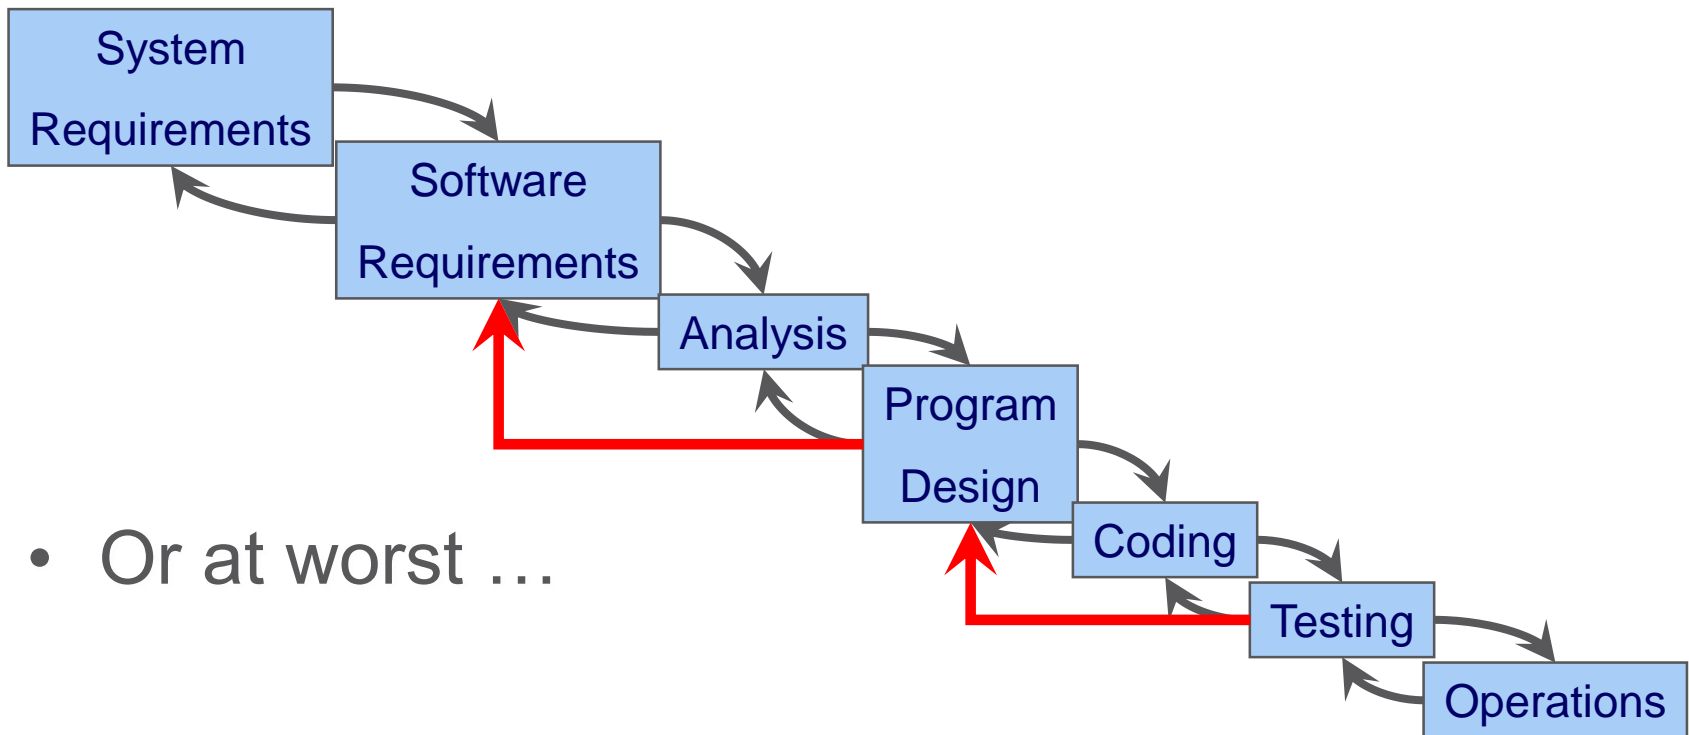 System
Requirements
Software
Requirements
Analysis
Program
Design
• Or at worst …
Coding
Testing
Operations